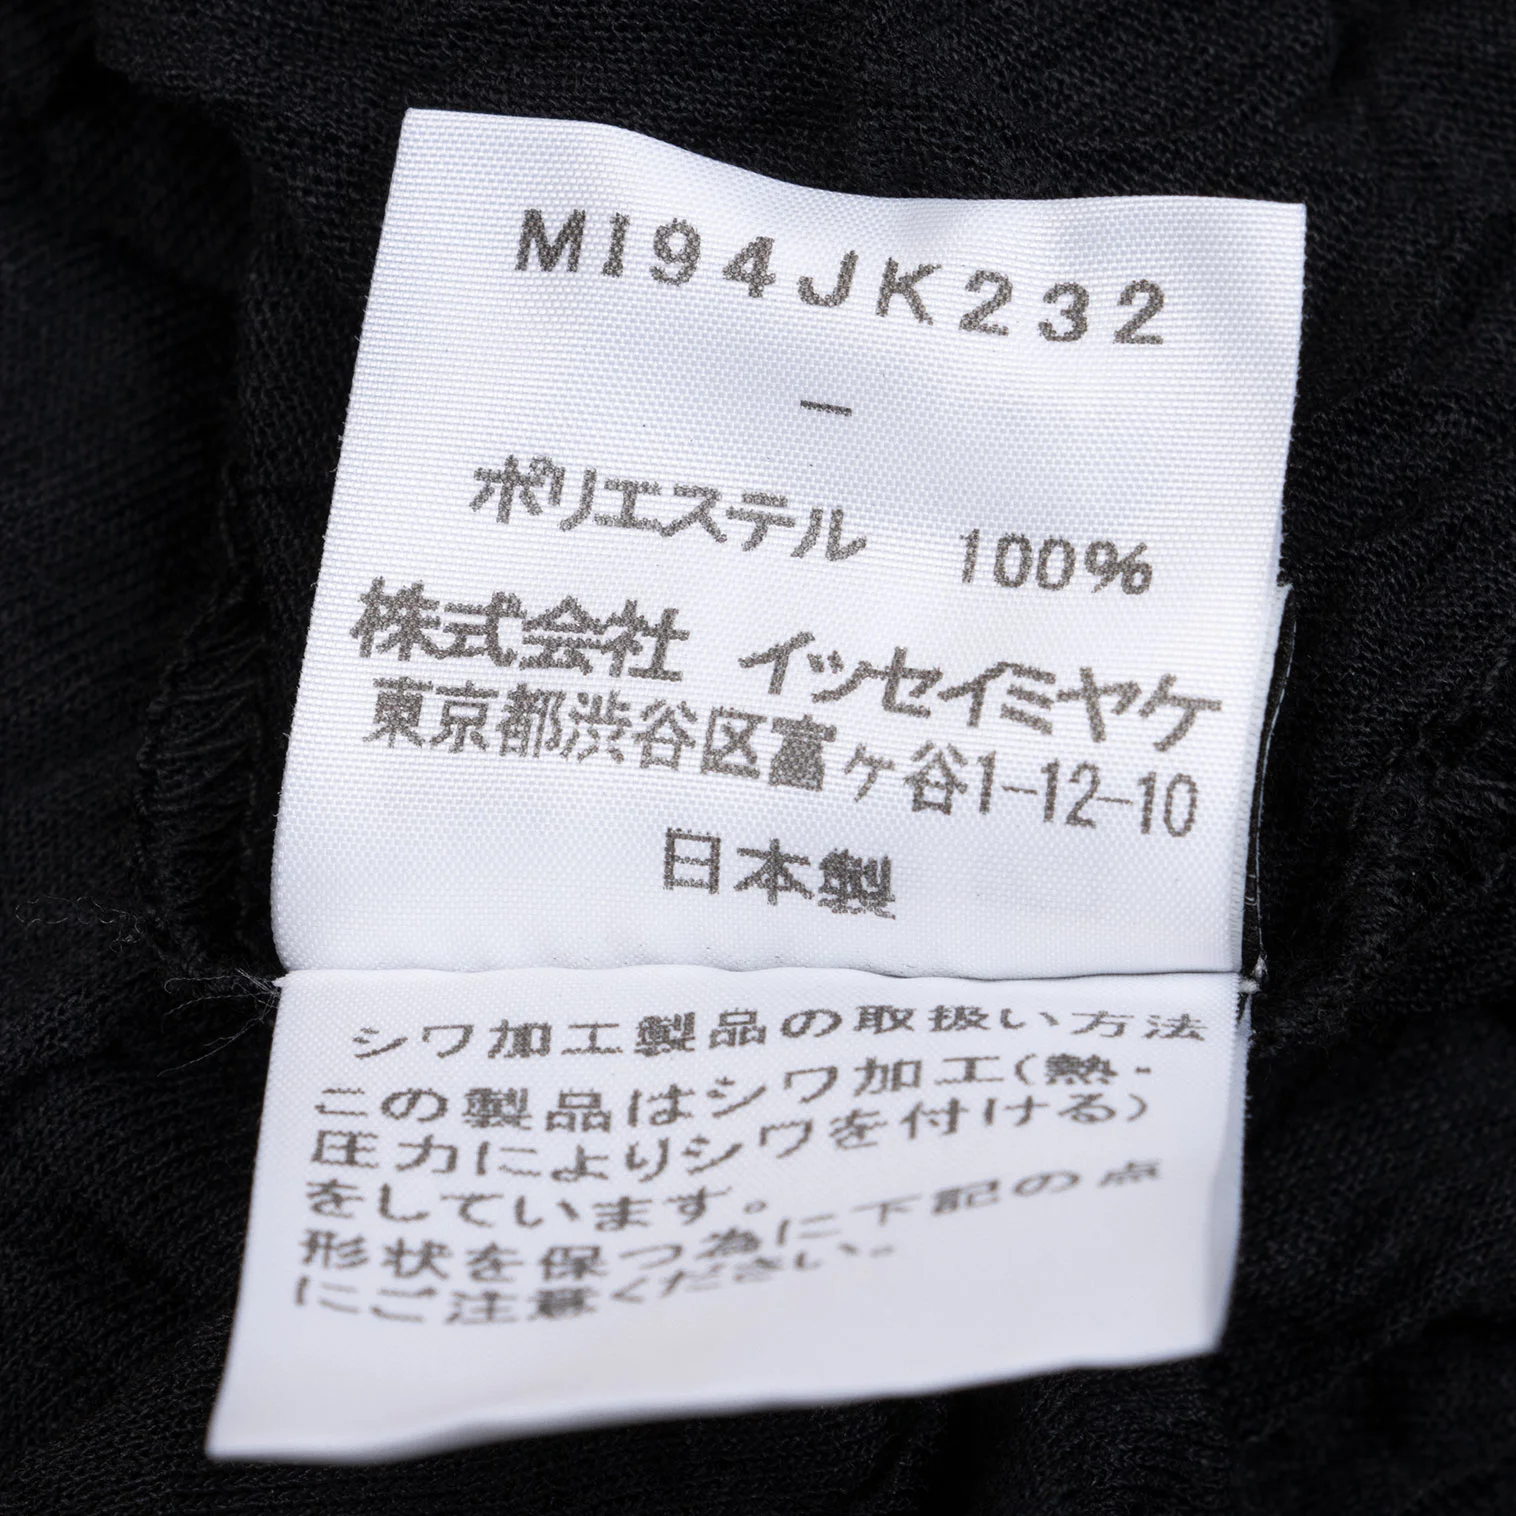 MI94JK232
−
ポリエステル 100%
株式会社 イッセイミヤケ
東京都渋谷区富ヶ谷1-12-10
日本製
シワ加工製品の取扱い方法
この製品はシワ加工(熱・
圧力によりシワを付ける)
をしています。
形状を保つ為に下記の点
にご注意ください。